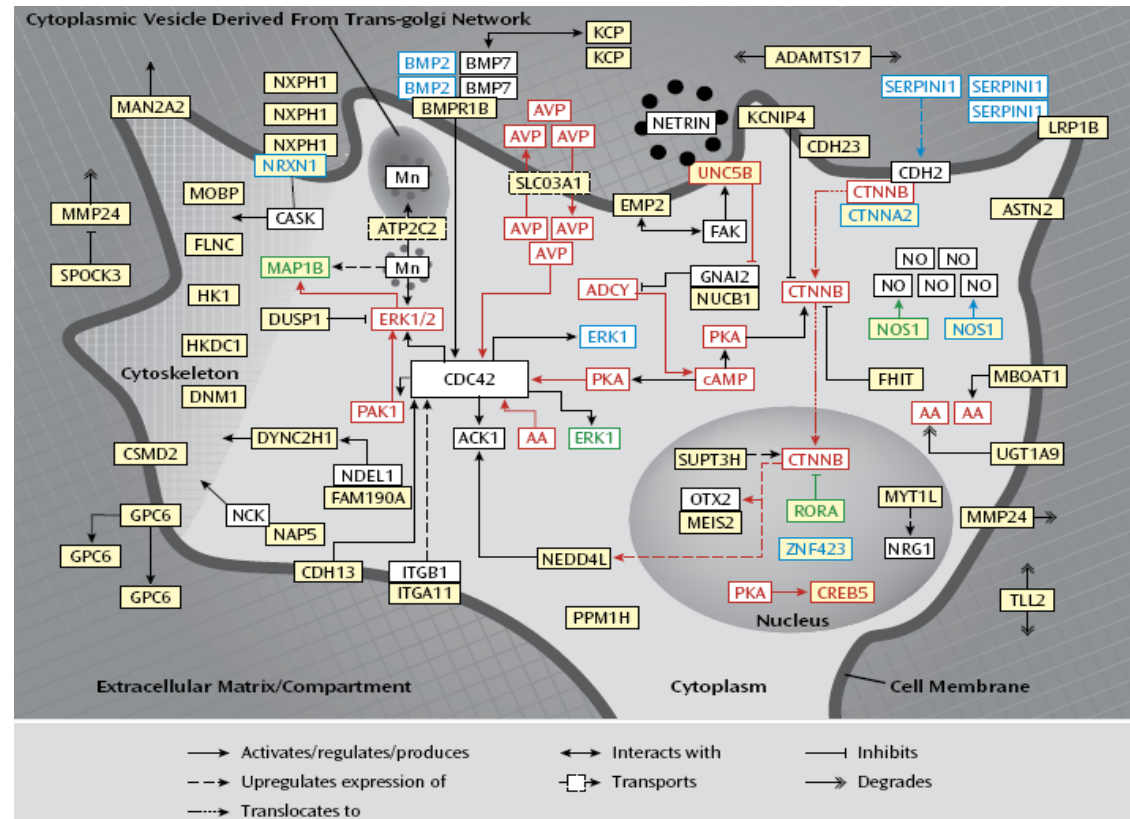 Cytoplasmic Vesicle Derived From Trans-golgi Network
KCP
KCP
BMP2 BMP7
BMP2 BMP7
BMPR1B
ADAMTS17
SERPINI1 SERPINI1
SERPINI1
LRP1B
MAN2A2
NXPH1
NXPH1
NXPH1
NRXN1
AVP
AVP AVP
NETRIN
KCNIP4
CDH23
CDH2
CTNNB
CTNNA2
Mn
SLC03A1
UNC5B
MOBP
EMP2
ASTN2
MMP24
CASK
ATP2C2
AVP AVP
AVP
FAK
FLNC
SPOCK3
MAP1B
Mn
GNAI2
NUCB1
ADCY
CTNNB
NO NO
NO NO NO
NOS1 NOS1
HK1
DUSP1
ERK1/2
ERK1
PKA
HKDC1
Cytoskeleton
CDC42
PKA
cAMP
FHIT
MBOAT1
DNM1
PAK1
ACK1
AA
ERK1
AA AA
CSMD2
DYNC2H1
NDEL1
FAM190A
SUPT3H
CTNNB
UGT1A9
OTX2
MEIS2
RORA
MYT1L
GPC6
NCK
NAP5
MMP24
GPC6
ZNF423
NRG1
NEDD4L
CDH13
ITGB1
ITGA11
GPC6
PKA
CREB5
TLL2
PPM1H
Nucleus
Extracellular Matrix/Compartment
Cytoplasm
Cell Membrane
Activates/regulates/produces
Interacts with
Inhibits
Upregulates expression of
Transports
Degrades
Translocates to